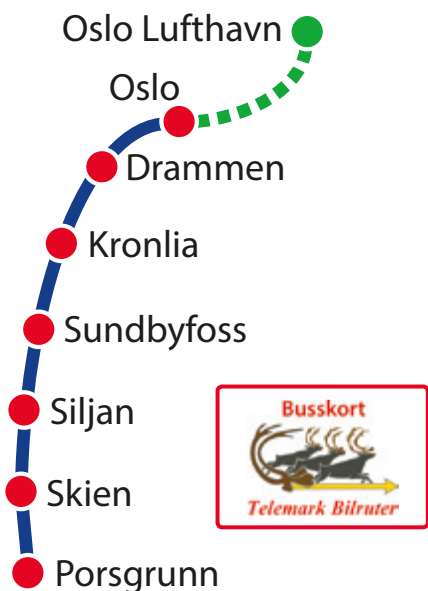 Oslo Lufthavn
Oslo
Drammen
Kronlia
Sundbyfoss
Siljan
Busskort
Telemark Bilruter
Skien
Porsgrunn